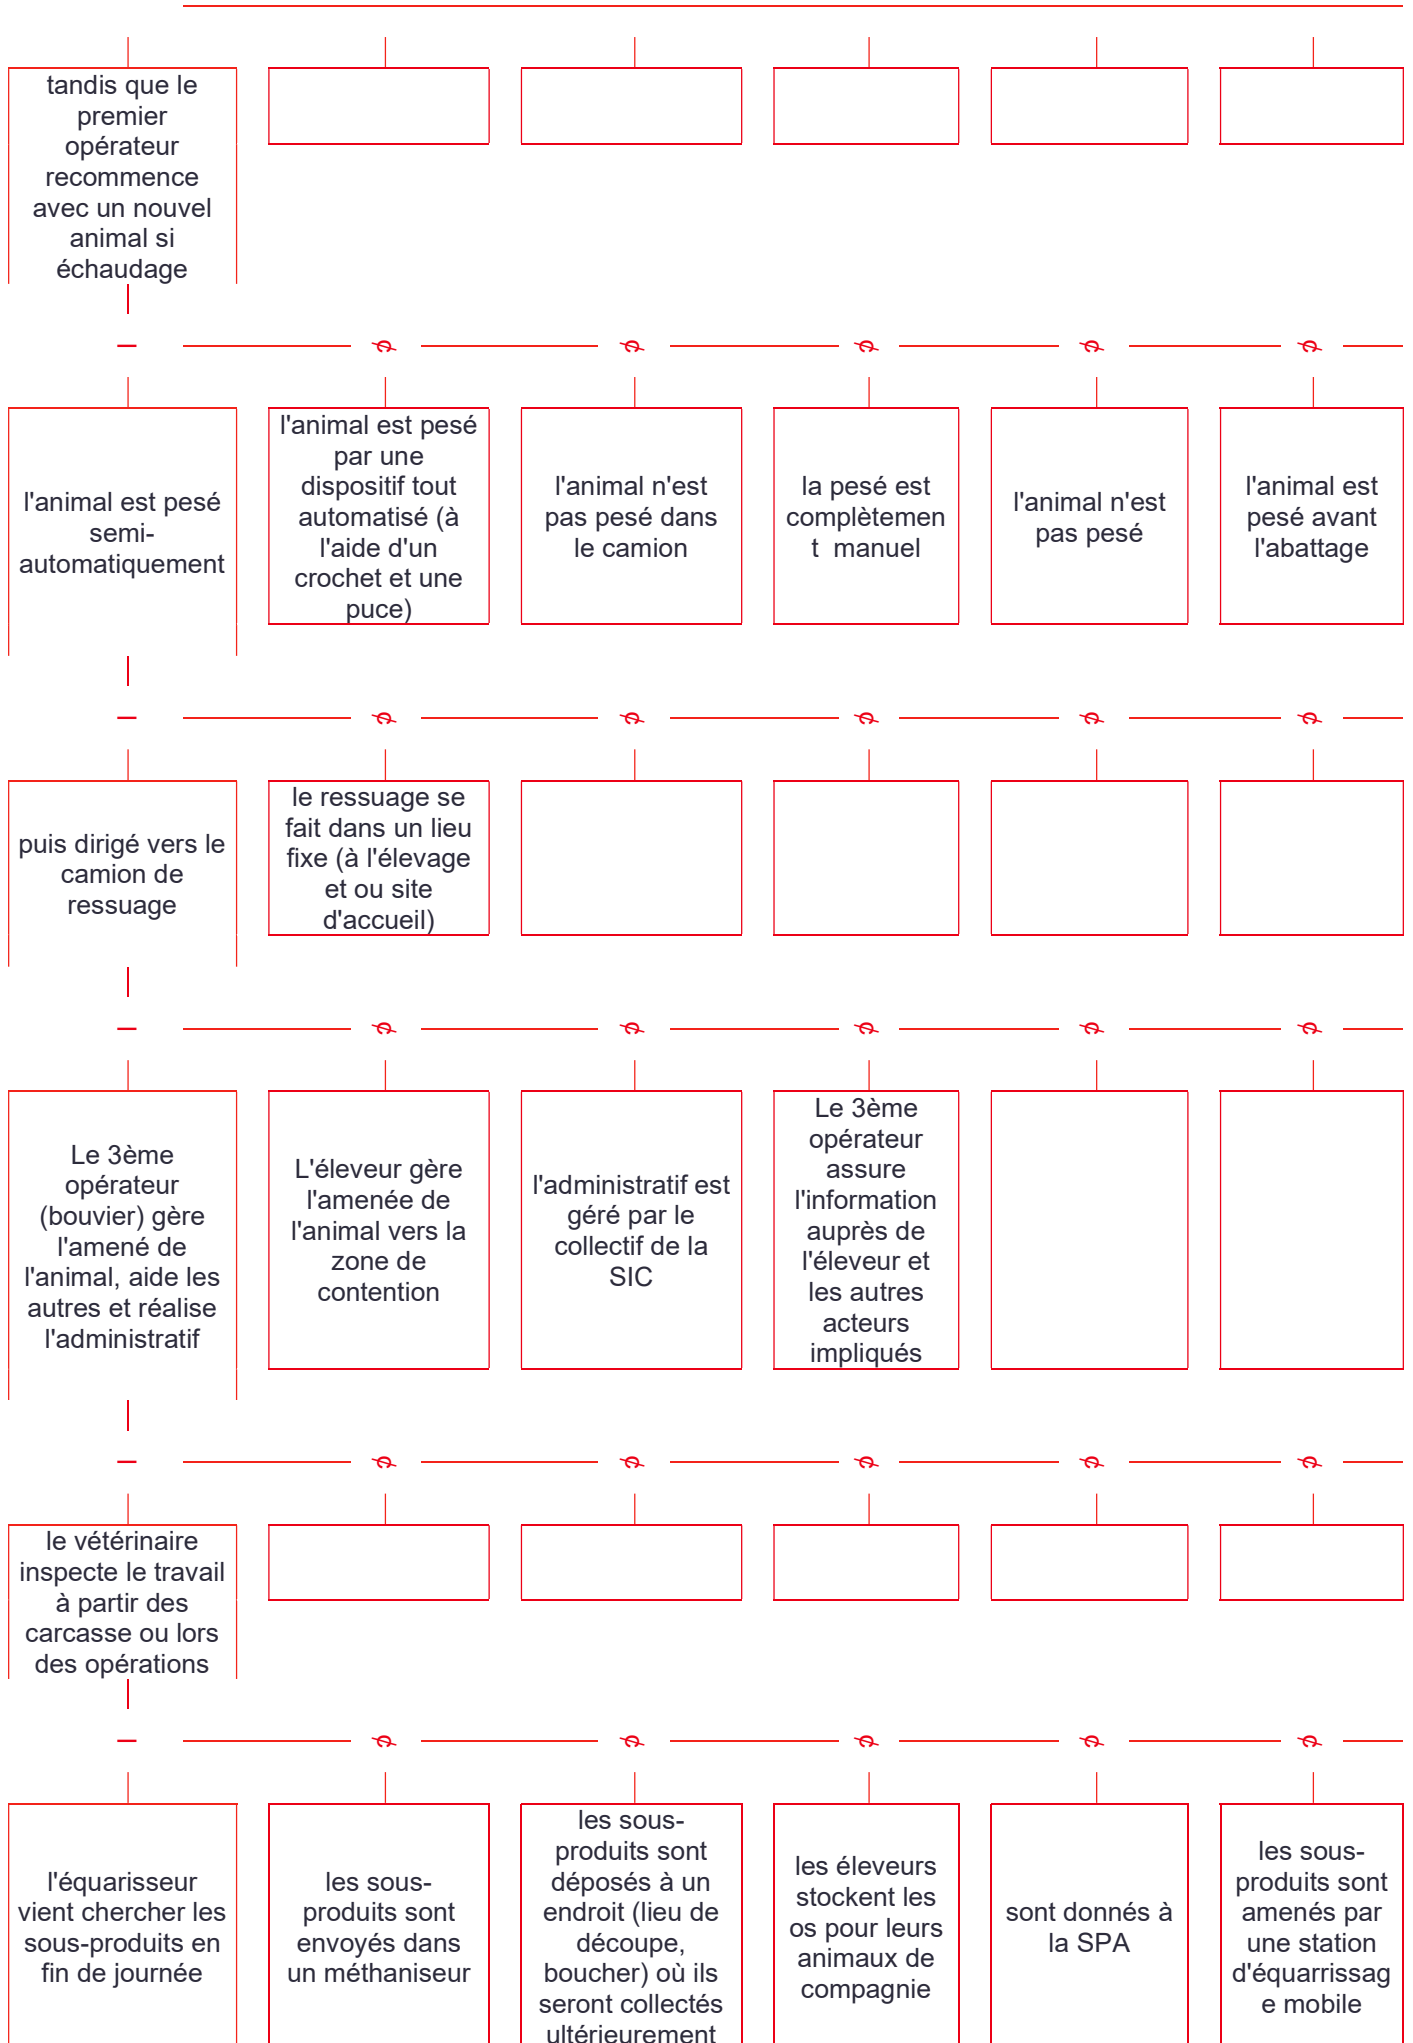 tandis que le
premier
opérateur
recommence
avec un nouvel
animal si
échaudage
l'animal est pesé
semi-
automatiquement
l'animal est pesé
par une
dispositif tout
automatisé (à
l'aide d'un
crochet et une
puce)
l'animal n'est
pas pesé dans
le camion
la pesé est
complètemen
t manuel
l'animal n'est
pas pesé
l'animal est
pesé avant
l'abattage
puis dirigé vers le
camion de
ressuage
le ressuage se
fait dans un lieu
fixe (à l'élevage
et ou site
d'accueil)
Le 3ème
opérateur
(bouvier) gère
l'amené de
l'animal, aide les
autres et réalise
l'administratif
L'éleveur gère
l'amenée de
l'animal vers la
zone de
contention
l'administratif est
géré par le
collectif de la
SIC
Le 3ème
opérateur
assure
l'information
auprès de
l'éleveur et
les autres
acteurs
impliqués
le vétérinaire
inspecte le travail
à partir des
carcasse ou lors
des opérations
l'équarisseur
vient chercher les
sous-produits en
fin de journée
les sous-
produits sont
envoyés dans
un méthaniseur
les sous-
produits sont
déposés à un
endroit (lieu de
découpe,
boucher) où ils
seront collectés
ultérieurement
les éleveurs
stockent les
os pour leurs
animaux de
compagnie
sont donnés à
la SPA
les sous-
produits sont
amenés par
une station
d'équarrissag
e mobile